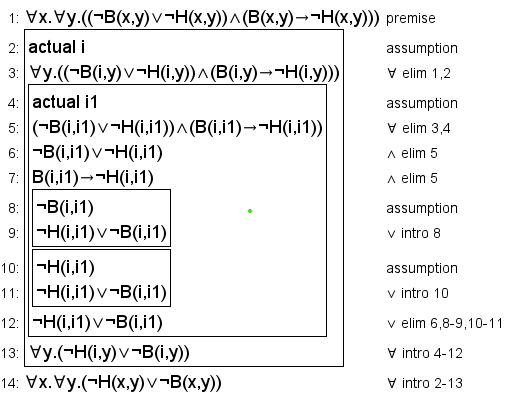 1: ∀x.∀y.((¬B(x,y)∨¬H(x,y))∧(B(x,y)→¬H(x,y))) premise
2: actual i assumption
3: ∀y.((¬B(i,y)∨¬H(i,y))∧(B(i,y)→¬H(i,y))) ∀ elim 1,2
4: actual i1 assumption
5: (¬B(i,i1)∨¬H(i,i1))∧(B(i,i1)→¬H(i,i1)) ∀ elim 3,4
6: ¬B(i,i1)∨¬H(i,i1) ∧ elim 5
7: B(i,i1)→¬H(i,i1) ∧ elim 5
8: ¬B(i,i1) assumption
9: ¬H(i,i1)∨¬B(i,i1) ∨ intro 8
10: ¬H(i,i1) assumption
11: ¬H(i,i1)∨¬B(i,i1) ∨ intro 10
12: ¬H(i,i1)∨¬B(i,i1) ∨ elim 6,8-9,10-11
13: ∀y.(¬H(i,y)∨¬B(i,y)) ∀ intro 4-12
14: ∀x.∀y.(¬H(x,y)∨¬B(x,y)) ∀ intro 2-13